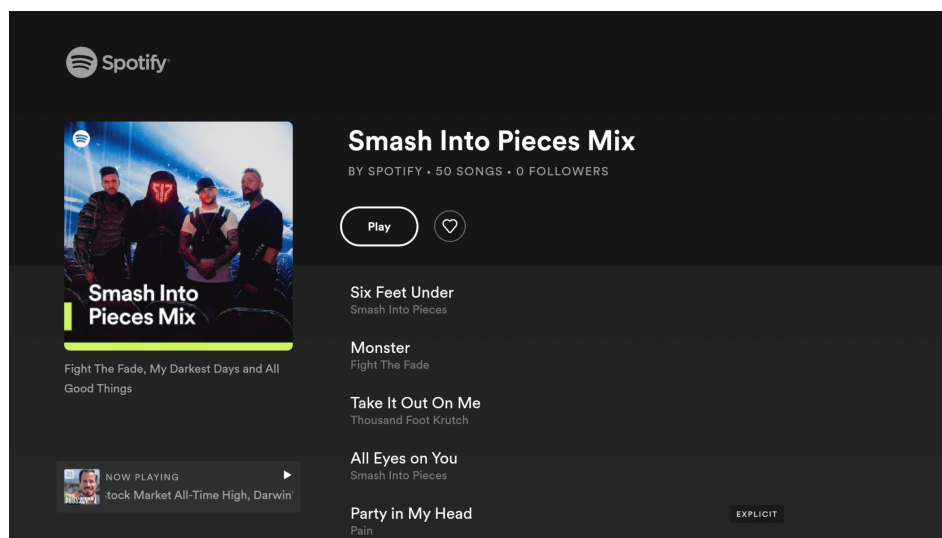 Spotify
Smash Into Pieces Mix
BY SPOTIFY • 50 SONGS • 0 FOLLOWERS
Play
Smash Into
Pieces Mix
Fight The Fade, My Darkest Days and All
Good Things
NOW PLAYING
tock Market All-Time High, Darwin'
Six Feet Under
Smash Into Pieces
Monster
Fight The Fade
Take It Out On Me
Thousand Foot Krutch
All Eyes on You
Smash Into Pieces
Party in My Head
EXPLICIT
Pain